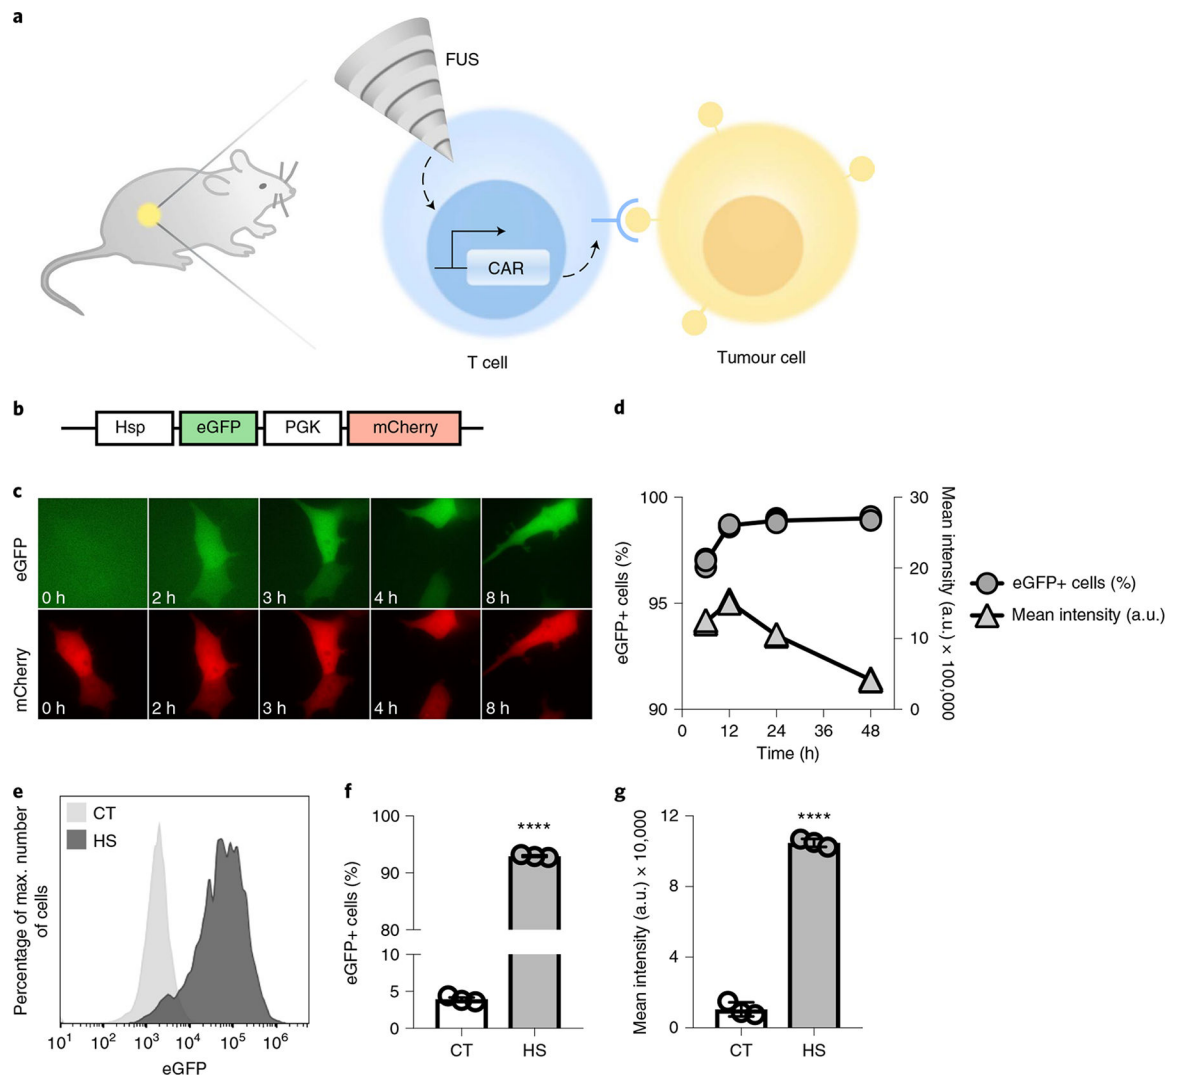 a
FUS
CAR
T cell
Tumour cell
b
Hsp
eGFP
PGK
mCherry
c
eGFP
0 h
2 h
3 h
4 h
8 h
mCherry
0 h
2 h
3 h
4 h
8 h
d
100
95
90
eGFP+ cells (%)
30
20
10
0
Mean intensity (a.u.) × 100,000
0
12
24
36
48
Time (h)
eGFP+ cells (%)
Mean intensity (a.u.)
e
CT
HS
Percentage of max. number
of cells
10¹
10²
10³
10⁴
10⁵
10⁶
eGFP
f
100
90
80
10
5
0
eGFP+ cells (%)
****
CT
HS
g
12
8
4
0
Mean intensity (a.u.) × 10,000
****
CT
HS